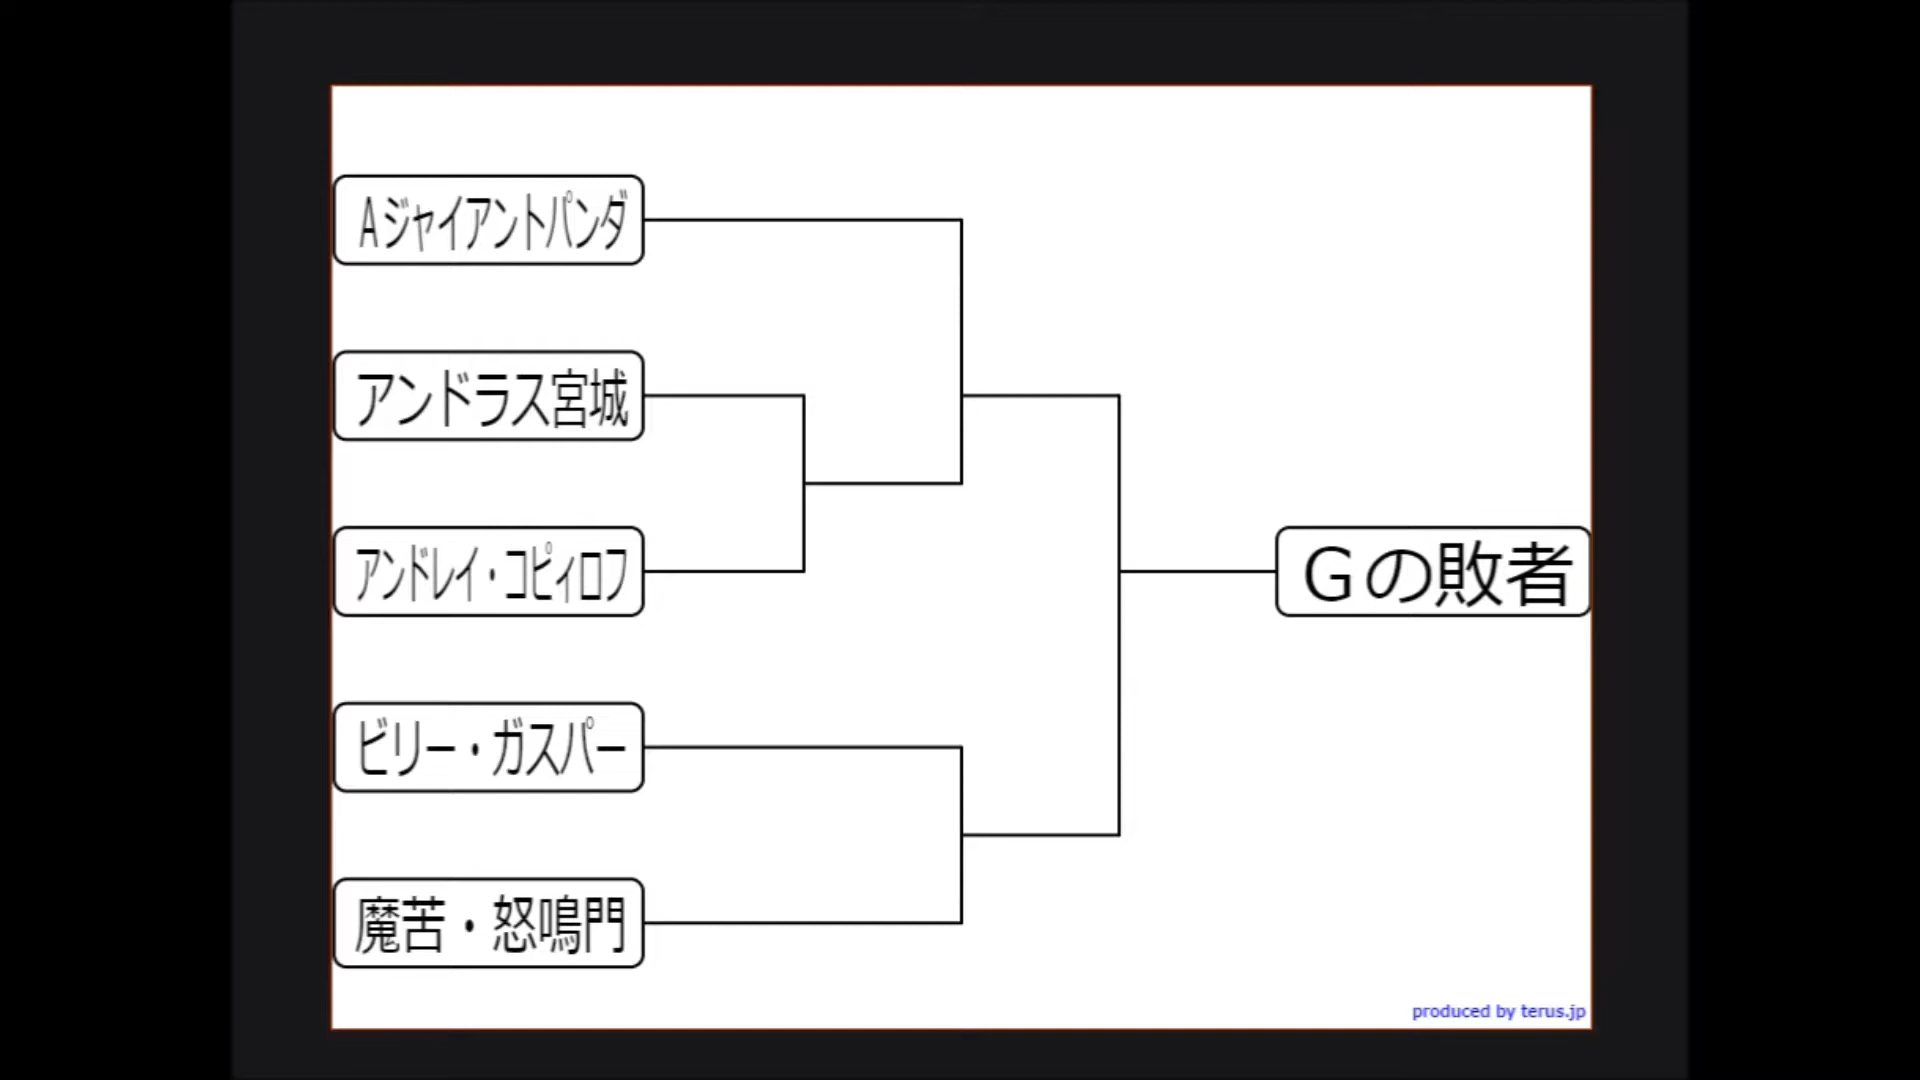 Ａジャイアントパンダ
アンドラス宮城
アンドレイ・コピィロフ
ビリー・ガスパー
魔苦・怒鳴門
Ｇの敗者
produced by terus.jp